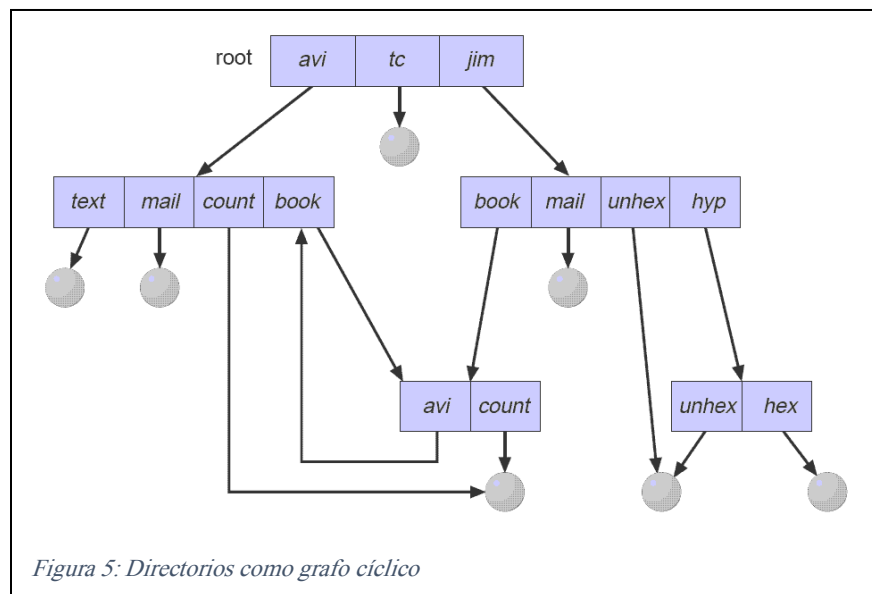 root avi tc jim
text mail count book
book mail unhex hyp
avi count
unhex hex
Figura 5: Directorios como grafo cíclico